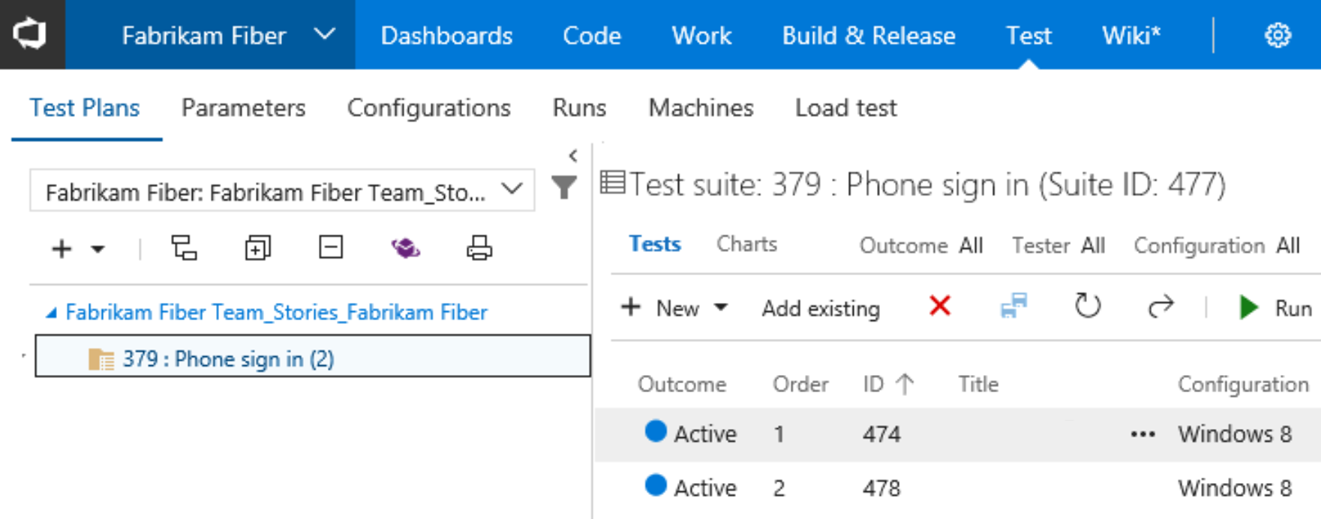 Fabrikam Fiber Dashboards Code Work Build & Release Test Wiki*
Test Plans Parameters Configurations Runs Machines Load test
Fabrikam Fiber: Fabrikam Fiber Team_Sto...
Fabrikam Fiber Team_Stories_Fabrikam Fiber
379 : Phone sign in (2)
Test suite: 379 : Phone sign in (Suite ID: 477)
Tests Charts Outcome All Tester All Configuration All
New Add existing Run
Outcome Order ID Title Configuration
Active 1 474 ... Windows 8
Active 2 478 Windows 8